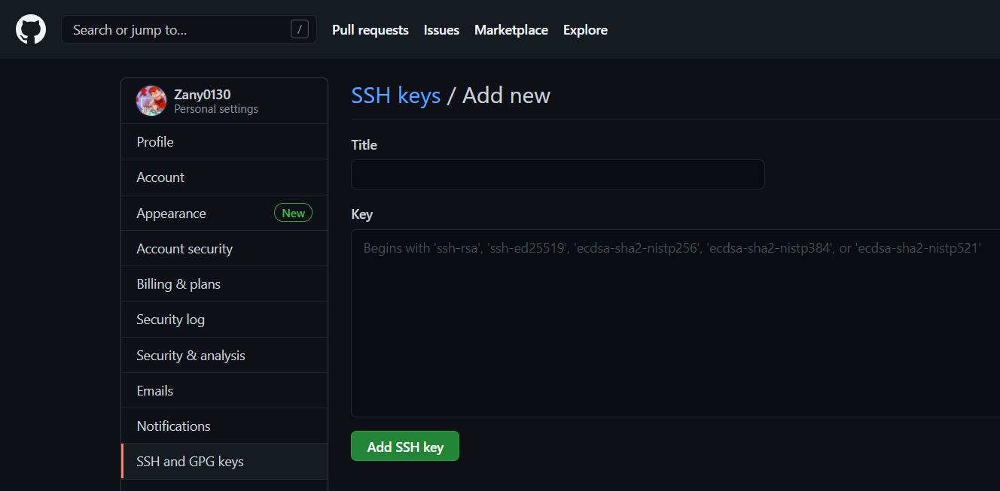 Search or jump to... / Pull requests Issues Marketplace Explore
Zany0130
Personal settings
Profile
Account
Appearance New
Account security
Billing & plans
Security log
Security & analysis
Emails
Notifications
SSH and GPG keys
SSH keys / Add new
Title
Key
Begins with 'ssh-rsa', 'ssh-ed25519', 'ecdsa-sha2-nistp256', 'ecdsa-sha2-nistp384', or 'ecdsa-sha2-nistp521'
Add SSH key